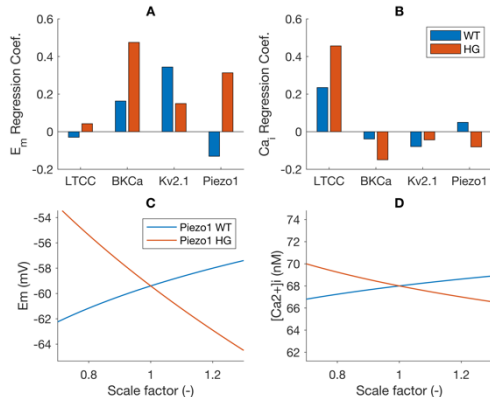 A
B
0.6
0.4
0.2
0
-0.2
E_m Regression Coef.
LTCC BKCa Kv2.1 Piezo1
0.6
0.4
0.2
0
-0.2
Ca_i Regression Coef.
WT
HG
LTCC BKCa Kv2.1 Piezo1
C
D
-54
-56
-58
-60
-62
-64
Em (mV)
Piezo1 WT
Piezo1 HG
0.8 1 1.2
Scale factor (-)
74
72
70
68
66
64
62
[Ca2+]i (nM)
0.8 1 1.2
Scale factor (-)